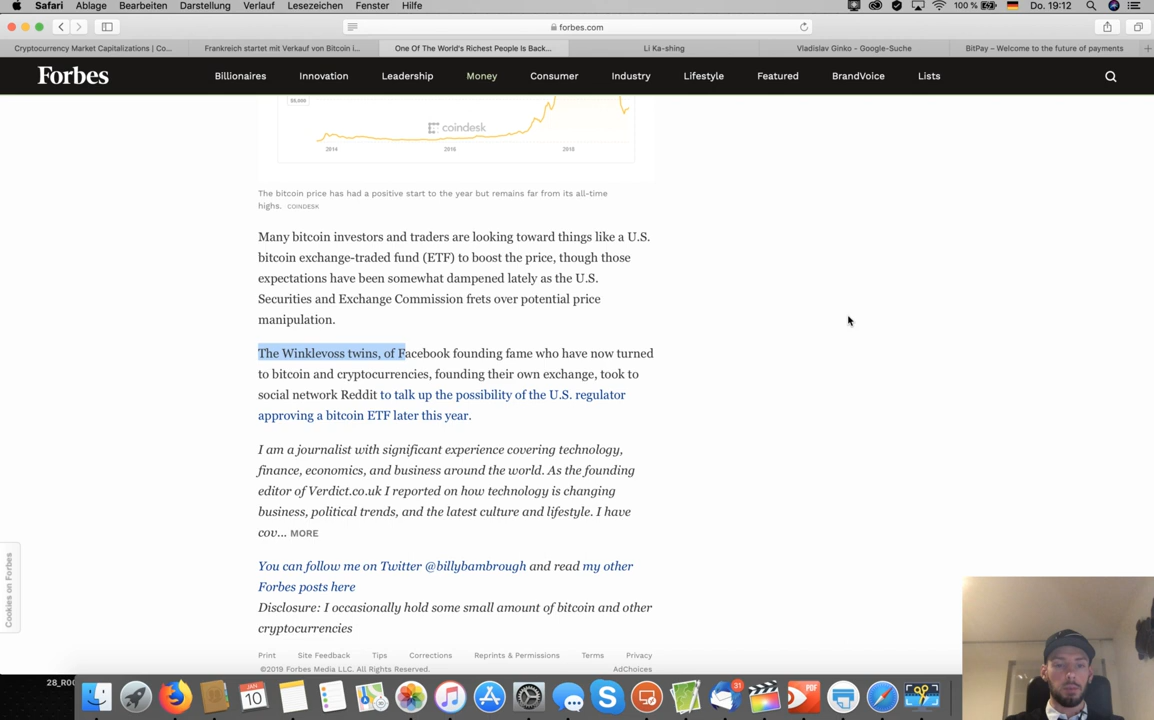 Safari Ablage Bearbeiten Darstellung Verlauf Lesezeichen Fenster Hilfe 100 % Do. 19:12
forbes.com
Cryptocurrency Market Capitalizations | Co... Frankreich startet mit Verkauf von Bitcoin i... One Of The World's Richest People Is Back... Li Ka-shing Vladislav Ginko - Google-Suche BitPay – Welcome to the future of payments
Forbes Billionaires Innovation Leadership Money Consumer Industry Lifestyle Featured BrandVoice Lists
$5,000
coindesk
2014 2016 2018
The bitcoin price has had a positive start to the year but remains far from its all-time
highs. COINDESK
Many bitcoin investors and traders are looking toward things like a U.S.
bitcoin exchange-traded fund (ETF) to boost the price, though those
expectations have been somewhat dampened lately as the U.S.
Securities and Exchange Commission frets over potential price
manipulation.
The Winklevoss twins, of Facebook founding fame who have now turned
to bitcoin and cryptocurrencies, founding their own exchange, took to
social network Reddit to talk up the possibility of the U.S. regulator
approving a bitcoin ETF later this year.
I am a journalist with significant experience covering technology,
finance, economics, and business around the world. As the founding
editor of Verdict.co.uk I reported on how technology is changing
business, political trends, and the latest culture and lifestyle. I have
cov... MORE
You can follow me on Twitter @billybambrough and read my other
Forbes posts here
Disclosure: I occasionally hold some small amount of bitcoin and other
cryptocurrencies
Print Site Feedback Tips Corrections Reprints & Permissions Terms Privacy
©2019 Forbes Media LLC. All Rights Reserved. AdChoices
Cookies on Forbes
JAN
10
31
PDF